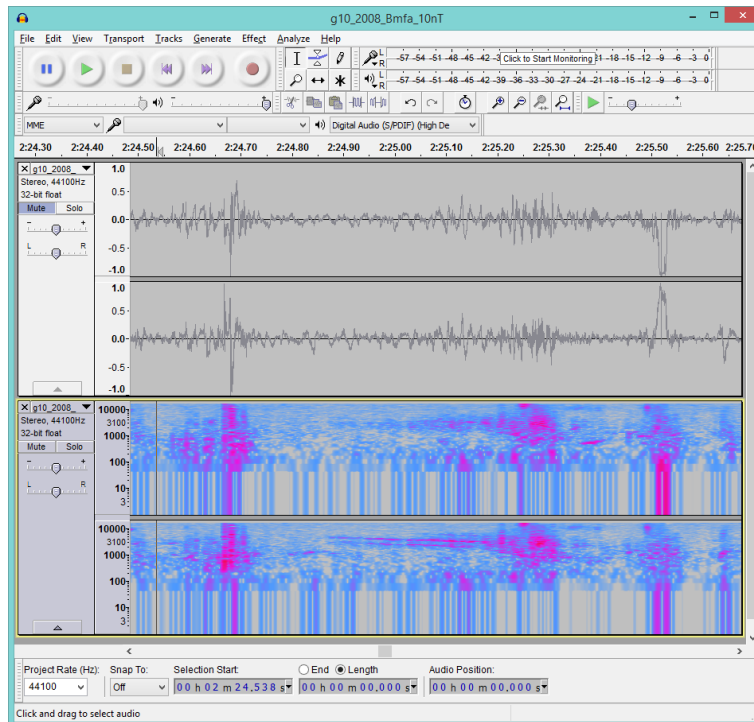 g10_2008_Bmfa_10nT
File Edit View Transport Tracks Generate Effect Analyze Help
L -57 -54 -51 -48 -45 -42 -3 Click to Start Monitoring 21 -18 -15 -12 -9 -6 -3 0
R
L -57 -54 -51 -48 -45 -42 -39 -36 -33 -30 -27 -24 -21 -18 -15 -12 -9 -6 -3 0
R
MME Digital Audio (S/PDIF) (High De
2:24.30 2:24.40 2:24.50 2:24.60 2:24.70 2:24.80 2:24.90 2:25.00 2:25.10 2:25.20 2:25.30 2:25.40 2:25.50 2:25.60 2:25.70
X g10_2008_
Stereo, 44100Hz
32-bit float
Mute Solo
- +
L R
1.0
0.5-
0.0-
-0.5-
-1.0
1.0
0.5-
0.0-
-0.5-
-1.0
X g10_2008_
Stereo, 44100Hz
32-bit float
Mute Solo
- +
L R
10000
3100
1000
100
10
3
10000
3100
1000
100
10
3
Project Rate (Hz): Snap To: Selection Start: End Length Audio Position:
44100 Off 00 h 02 m 24.538 s 00 h 00 m 00.000 s 00 h 00 m 00.000 s
Click and drag to select audio